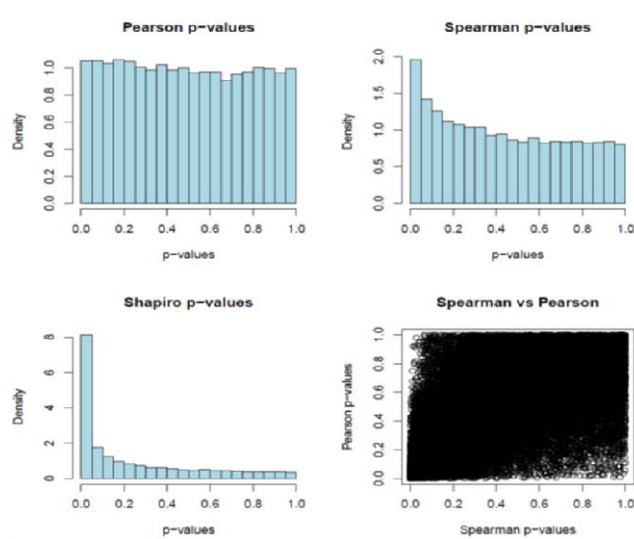 Pearson p-values
Density
0.0 0.2 0.4 0.6 0.8 1.0
0.0 0.2 0.4 0.6 0.8 1.0
p-values
Spearman p-values
Density
0.0 0.5 1.0 1.5 2.0
0.0 0.2 0.4 0.6 0.8 1.0
p-values
Shapiro p-values
Density
0 2 4 6 8
0.0 0.2 0.4 0.6 0.8 1.0
p-values
Spearman vs Pearson
Pearson p-values
0.0 0.2 0.4 0.6 0.8 1.0
0.0 0.2 0.4 0.6 0.8 1.0
Spearman p-values